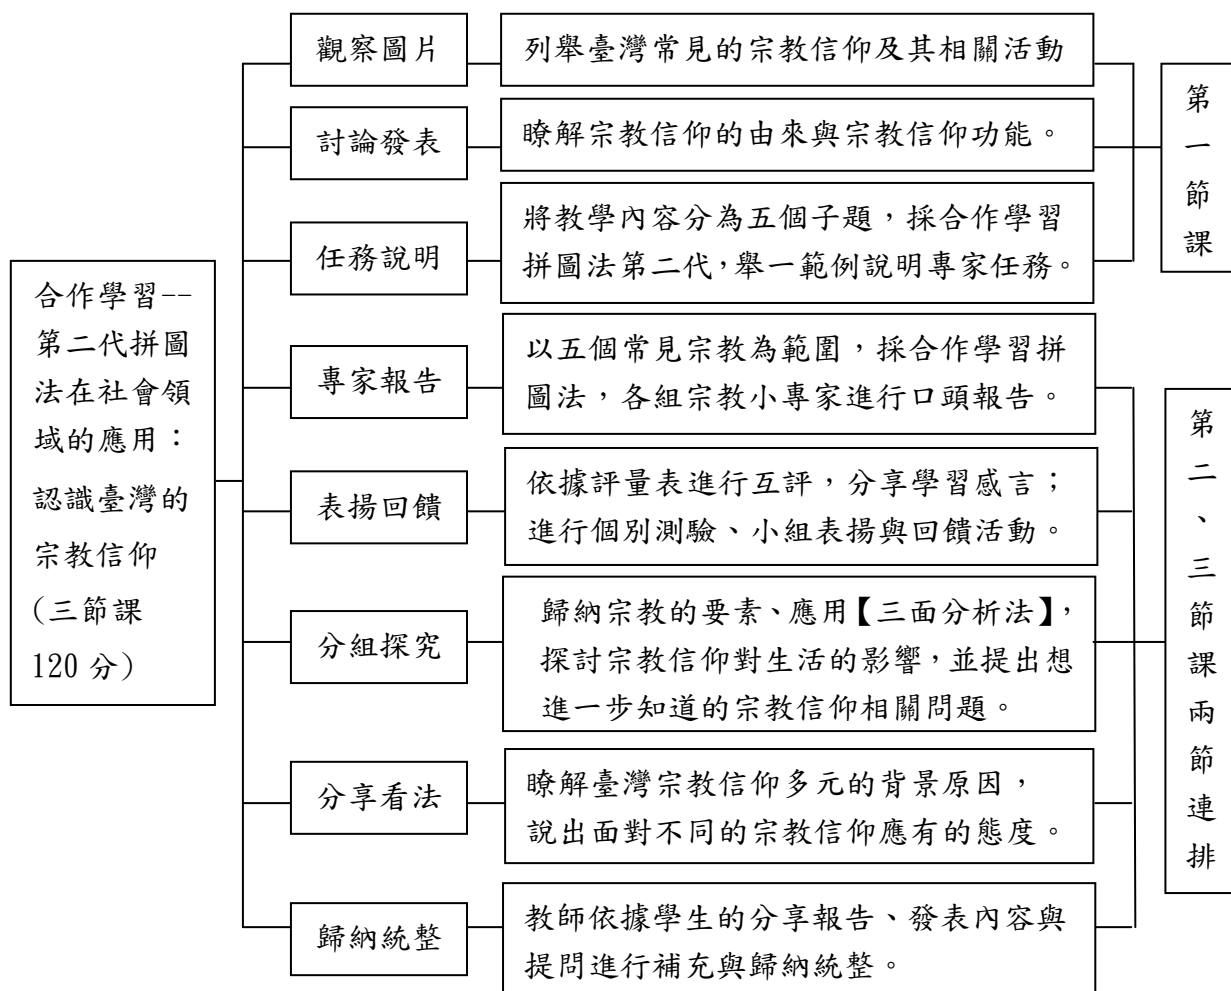 合作學習--
第二代拼圖
法在社會領
域的應用：
認識臺灣的
宗教信仰
(三節課
120 分)
觀察圖片
列舉臺灣常見的宗教信仰及其相關活動
討論發表
瞭解宗教信仰的由來與宗教信仰功能。
任務說明
將教學內容分為五個子題，採合作學習
拼圖法第二代，舉一範例說明專家任務。
第一節課
專家報告
以五個常見宗教為範圍，採合作學習拼
圖法，各組宗教小專家進行口頭報告。
表揚回饋
依據評量表進行互評，分享學習感言；
進行個別測驗、小組表揚與回饋活動。
分組探究
歸納宗教的要素、應用【三面分析法】，
探討宗教信仰對生活的影響，並提出想
進一步知道的宗教信仰相關問題。
分享看法
瞭解臺灣宗教信仰多元的背景原因，
說出面對不同的宗教信仰應有的態度。
歸納統整
教師依據學生的分享報告、發表內容與
提問進行補充與歸納統整。
第二、三節課兩節連排